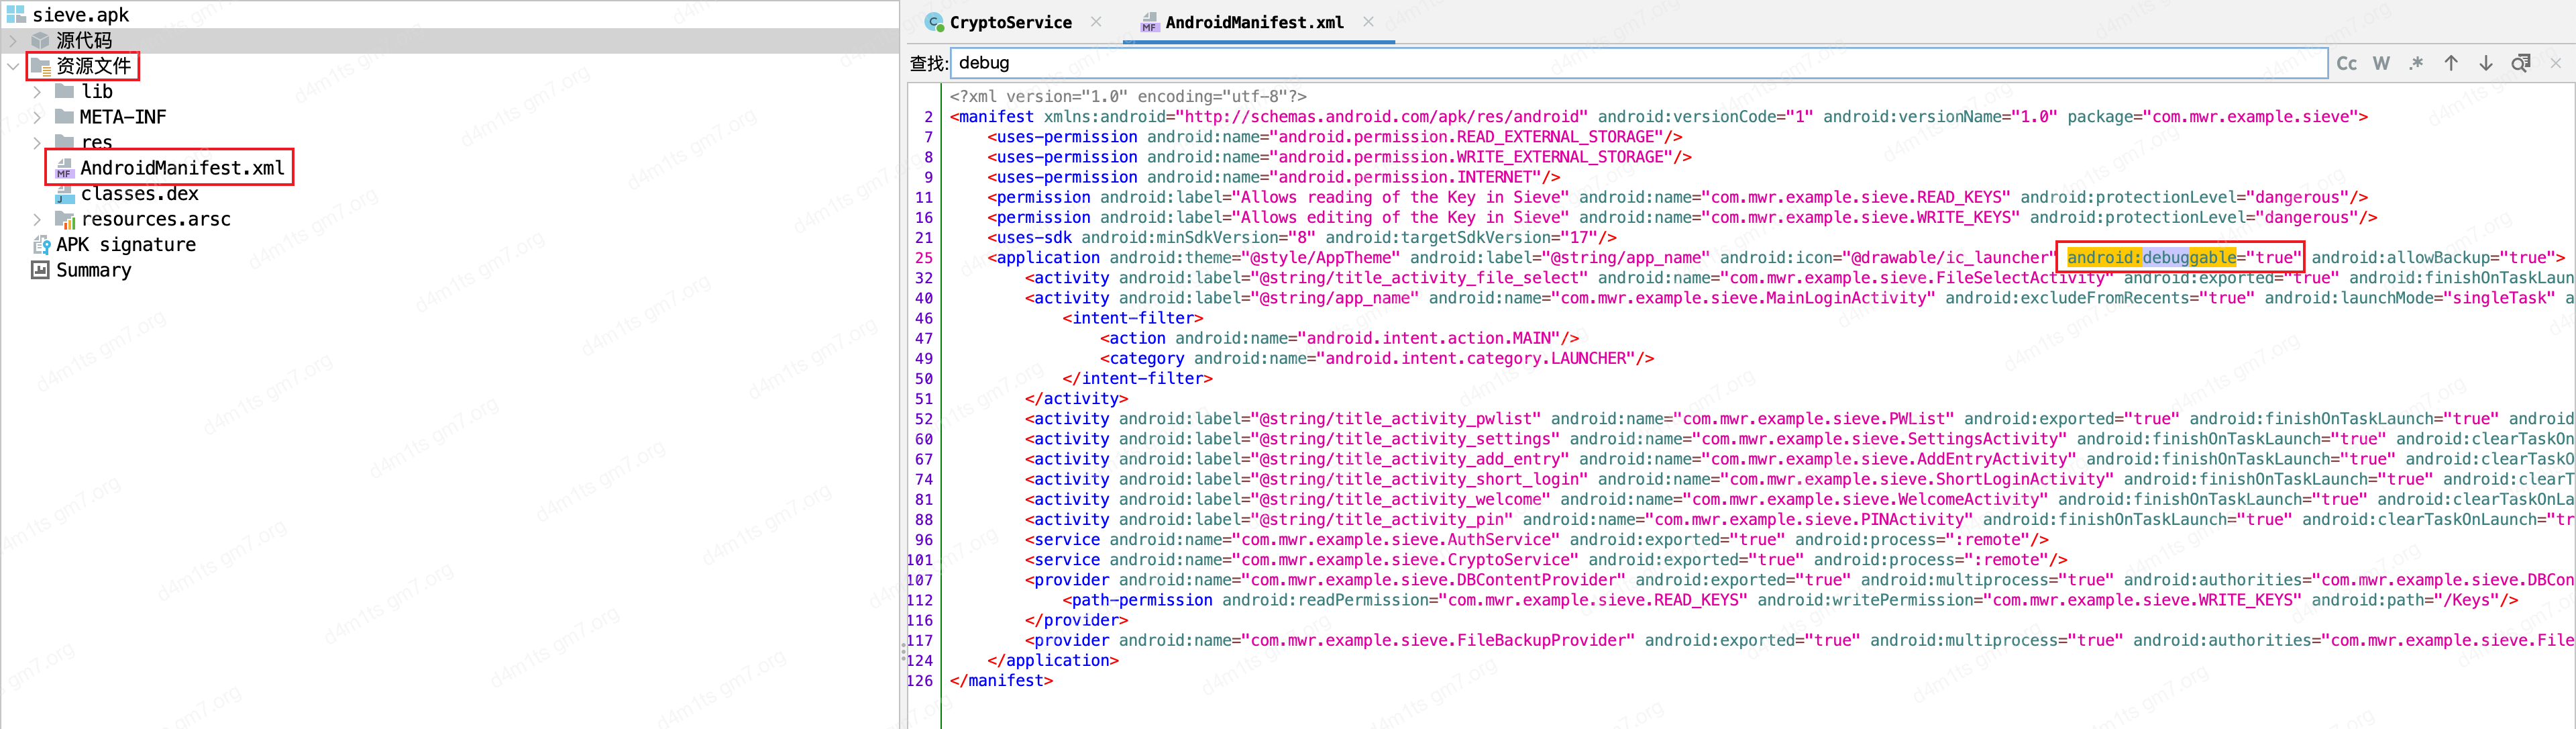 sieve.apk
源代码
资源文件
lib
META-INF
res
AndroidManifest.xml
classes.dex
resources.arsc
APK signature
Summary
CryptoService
AndroidManifest.xml
查找: debug
Cc W .*
<?xml version="1.0" encoding="utf-8"?>
2 <manifest xmlns:android="http://schemas.android.com/apk/res/android" android:versionCode="1" android:versionName="1.0" package="com.mwr.example.sieve">
7 <uses-permission android:name="android.permission.READ_EXTERNAL_STORAGE"/>
8 <uses-permission android:name="android.permission.WRITE_EXTERNAL_STORAGE"/>
9 <uses-permission android:name="android.permission.INTERNET"/>
11 <permission android:label="Allows reading of the Key in Sieve" android:name="com.mwr.example.sieve.READ_KEYS" android:protectionLevel="dangerous"/>
16 <permission android:label="Allows editing of the Key in Sieve" android:name="com.mwr.example.sieve.WRITE_KEYS" android:protectionLevel="dangerous"/>
21 <uses-sdk android:minSdkVersion="8" android:targetSdkVersion="17"/>
25 <application android:theme="@style/AppTheme" android:label="@string/app_name" android:icon="@drawable/ic_launcher" android:debuggable="true" android:allowBackup="true">
32 <activity android:label="@string/title_activity_file_select" android:name="com.mwr.example.sieve.FileSelectActivity" android:exported="true" android:finishOnTaskLaun
40 <activity android:label="@string/app_name" android:name="com.mwr.example.sieve.MainLoginActivity" android:excludeFromRecents="true" android:launchMode="singleTask" a
46 <intent-filter>
47 <action android:name="android.intent.action.MAIN"/>
49 <category android:name="android.intent.category.LAUNCHER"/>
50 </intent-filter>
51 </activity>
52 <activity android:label="@string/title_activity_pwlist" android:name="com.mwr.example.sieve.PWList" android:exported="true" android:finishOnTaskLaunch="true" android
60 <activity android:label="@string/title_activity_settings" android:name="com.mwr.example.sieve.SettingsActivity" android:finishOnTaskLaunch="true" android:clearTaskOn
67 <activity android:label="@string/title_activity_add_entry" android:name="com.mwr.example.sieve.AddEntryActivity" android:finishOnTaskLaunch="true" android:clearTaskO
74 <activity android:label="@string/title_activity_short_login" android:name="com.mwr.example.sieve.ShortLoginActivity" android:finishOnTaskLaunch="true" android:clearT
81 <activity android:label="@string/title_activity_welcome" android:name="com.mwr.example.sieve.WelcomeActivity" android:finishOnTaskLaunch="true" android:clearTaskOnLa
88 <activity android:label="@string/title_activity_pin" android:name="com.mwr.example.sieve.PINActivity" android:finishOnTaskLaunch="true" android:clearTaskOnLaunch="tr
96 <service android:name="com.mwr.example.sieve.AuthService" android:exported="true" android:process=":remote"/>
101 <service android:name="com.mwr.example.sieve.CryptoService" android:exported="true" android:process=":remote"/>
107 <provider android:name="com.mwr.example.sieve.DBContentProvider" android:exported="true" android:multiprocess="true" android:authorities="com.mwr.example.sieve.DBCon
112 <path-permission android:readPermission="com.mwr.example.sieve.READ_KEYS" android:writePermission="com.mwr.example.sieve.WRITE_KEYS" android:path="/Keys"/>
116 </provider>
117 <provider android:name="com.mwr.example.sieve.FileBackupProvider" android:exported="true" android:multiprocess="true" android:authorities="com.mwr.example.sieve.File
124 </application>
126 </manifest>
d4m1ts gm7.org